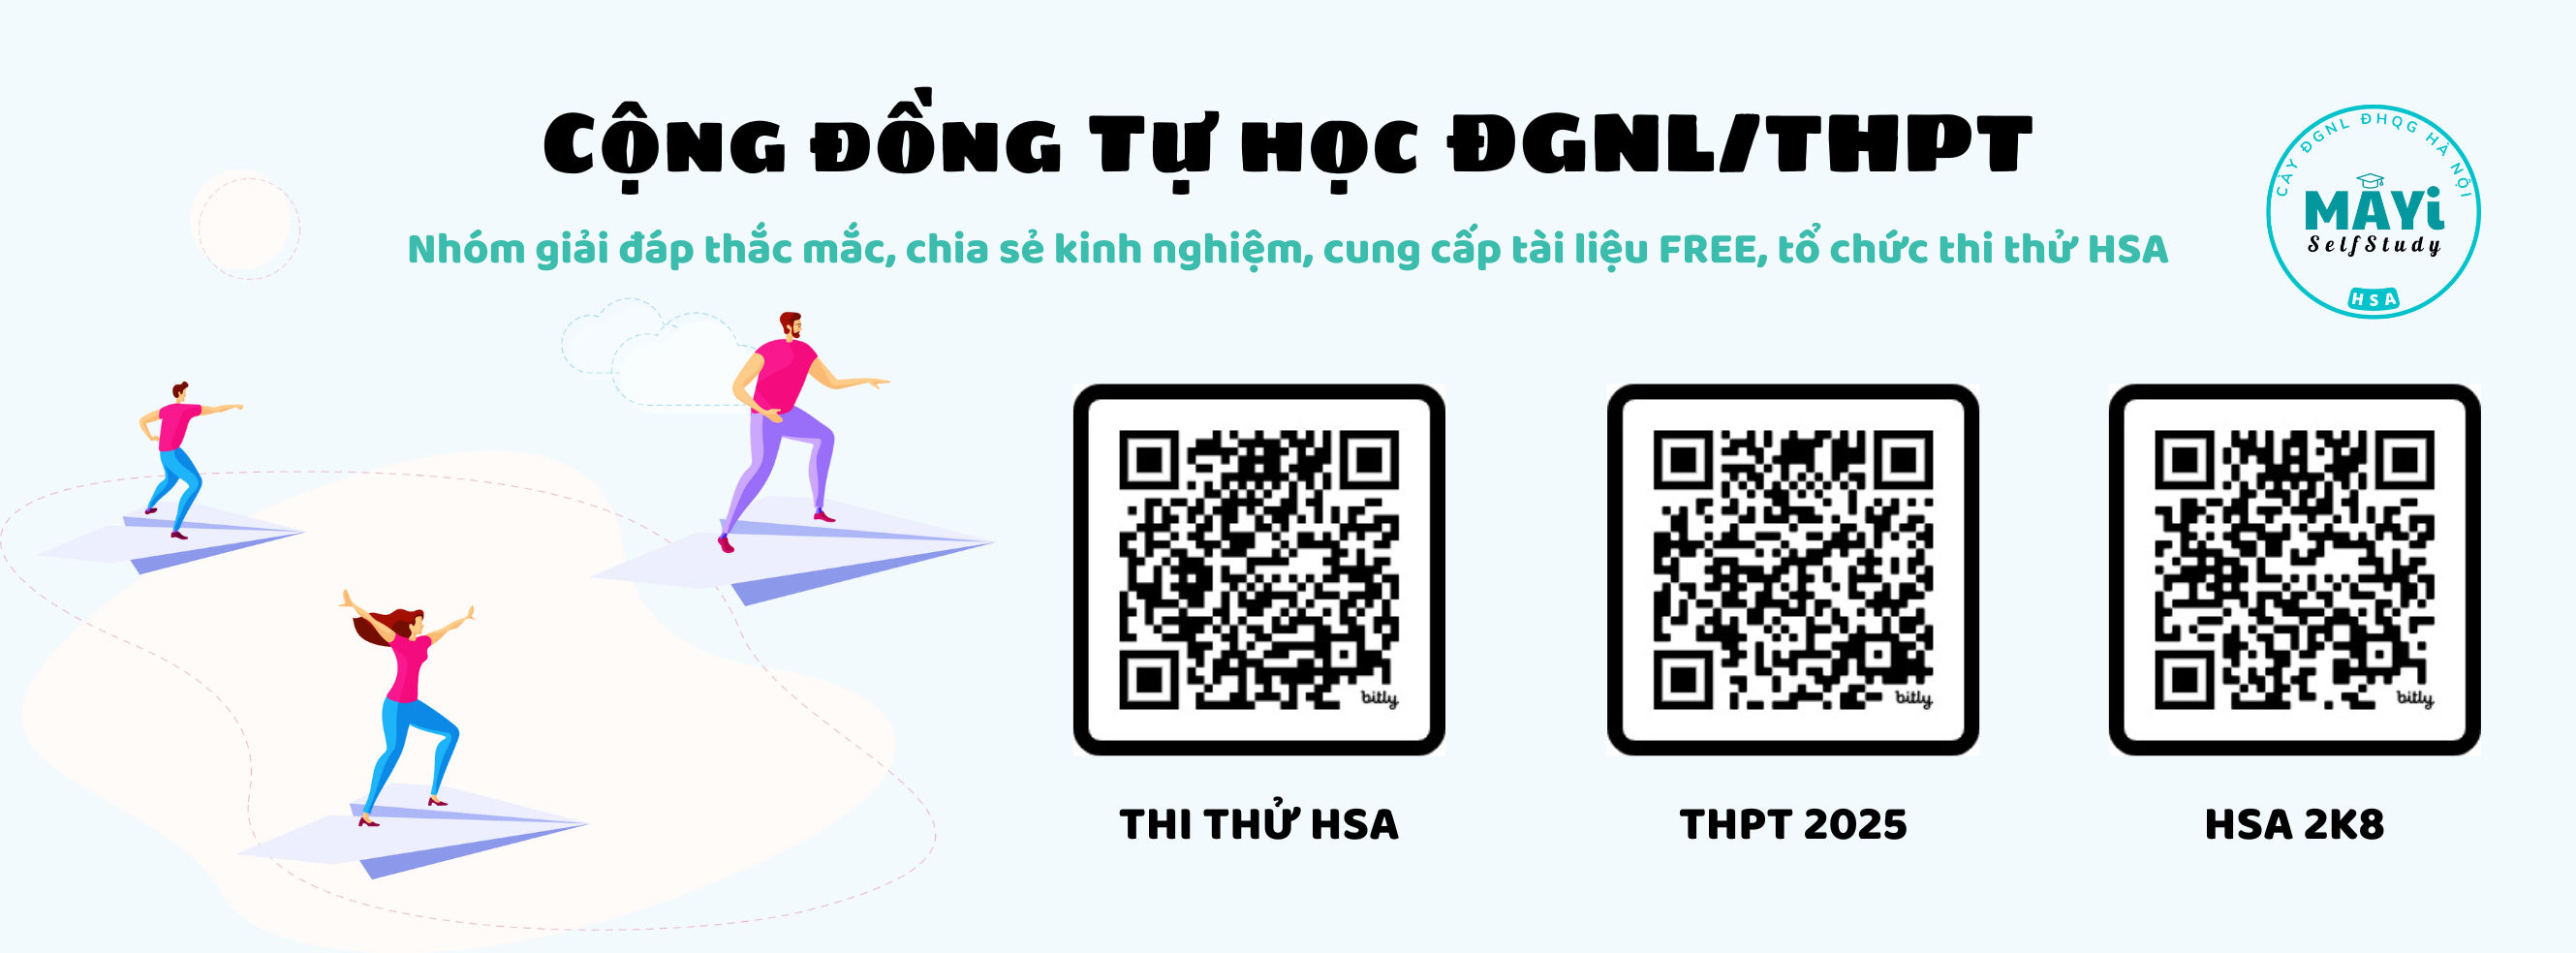 Cộng đồng Tự học ĐGNL/THPT
Nhóm giải đáp thắc mắc, chia sẻ kinh nghiệm, cung cấp tài liệu FREE, tổ chức thi thử HSA
CÀY ĐGNL ĐHQG HÀ NỘI
MAYi
SelfStudy
HSA
bitly
bitly
bitly
THI THỬ HSA
THPT 2025
HSA 2K8